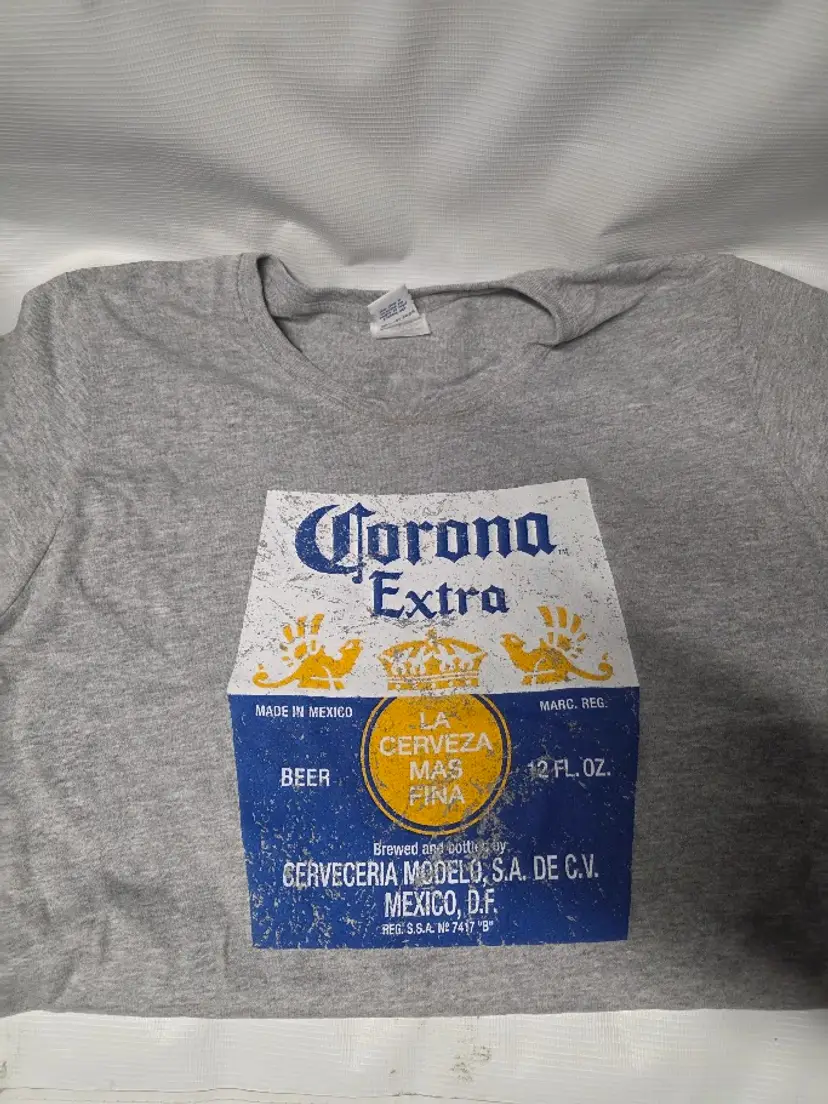 Corona
Extra
MADE IN MEXICO
MARC. REG.
LA
CERVEZA
MAS
FINA
BEER
12 FL. OZ.
Brewed and bottled by
CERVECERIA MODELO, S.A. DE C.V.
MEXICO, D.F.
REG. S.S.A. Nº 7417 "B"